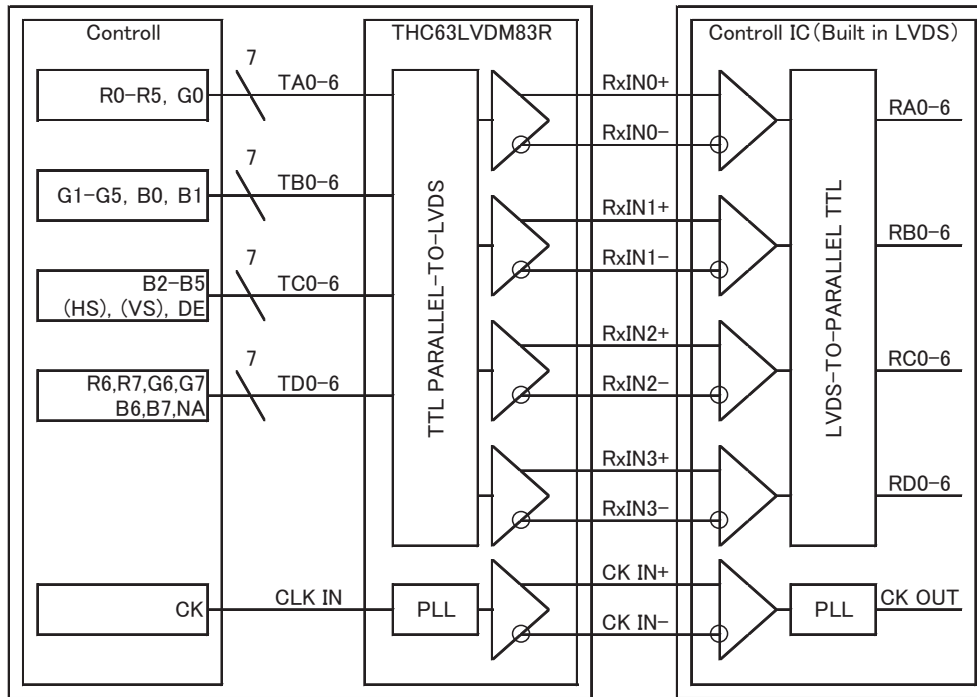 Controll
THC63LVDM83R
Controll IC(Built in LVDS)
7
R0-R5, G0
TA0-6
RxIN0+
RxIN0-
RA0-6
7
G1-G5, B0, B1
TB0-6
RxIN1+
RxIN1-
RB0-6
7
B2-B5
(HS), (VS), DE
TC0-6
RxIN2+
RxIN2-
RC0-6
7
R6,R7,G6,G7
B6,B7,NA
TD0-6
RxIN3+
RxIN3-
RD0-6
TTL PARALLEL-TO-LVDS
LVDS-TO-PARALLEL TTL
CK
CLK IN
PLL
CK IN+
CK IN-
PLL
CK OUT